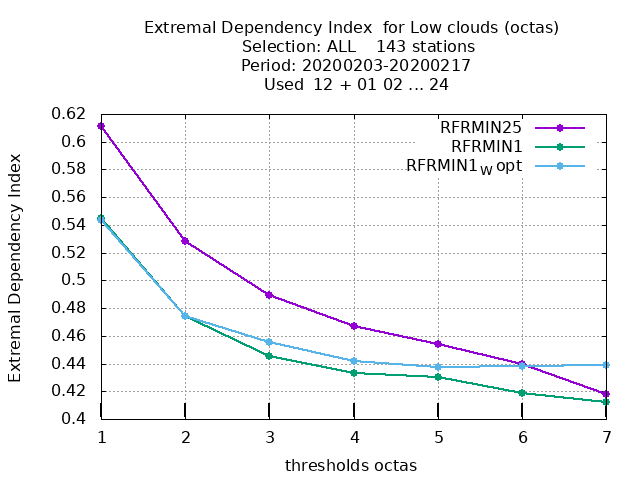 Extremal Dependency Index  for Low clouds (octas)
Selection: ALL    143 stations
Period: 20200203-20200217
Used  12 + 01 02 ... 24
RFRMIN25
RFRMIN1
RFRMIN1W opt
Extremal Dependency Index
0.62
0.6
0.58
0.56
0.54
0.52
0.5
0.48
0.46
0.44
0.42
0.4
1 2 3 4 5 6 7
thresholds octas